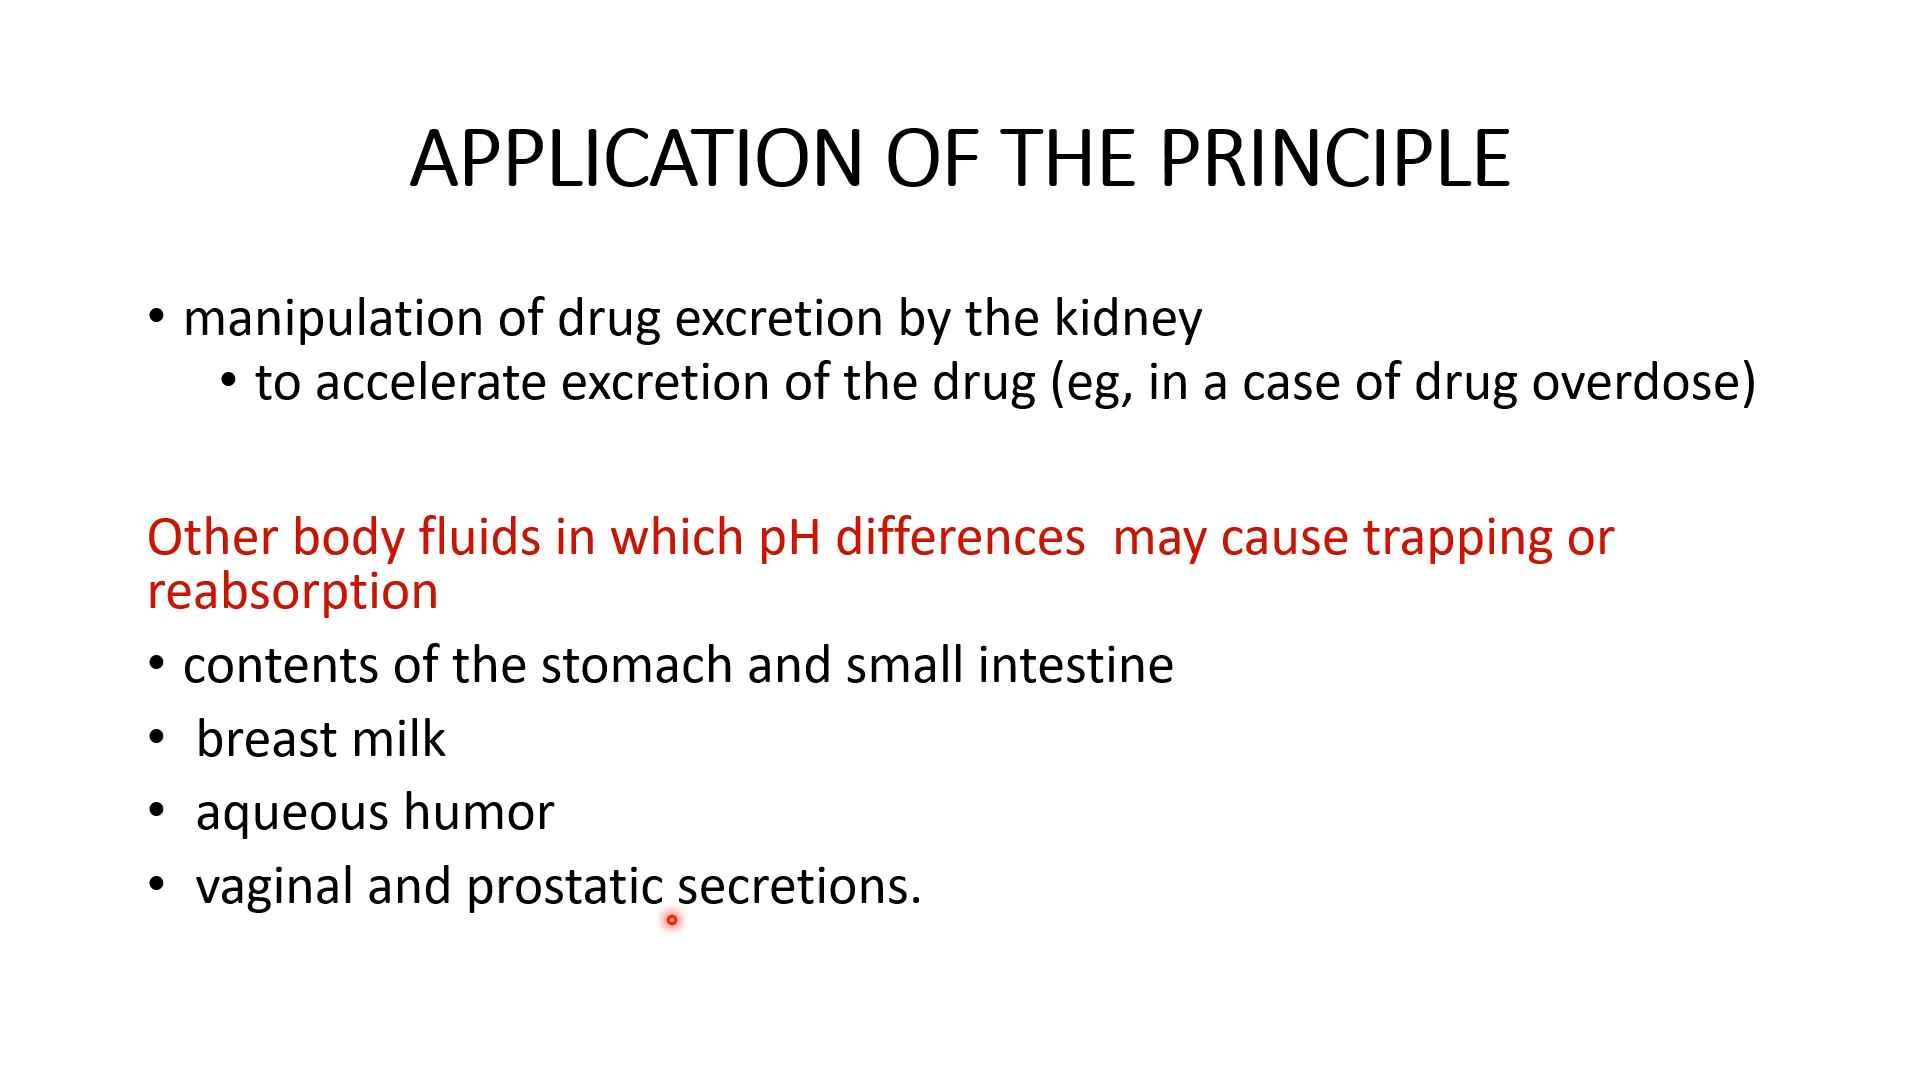 APPLICATION OF THE PRINCIPLE
• manipulation of drug excretion by the kidney
• to accelerate excretion of the drug (eg, in a case of drug overdose)
Other body fluids in which pH differences  may cause trapping or
reabsorption
• contents of the stomach and small intestine
• breast milk
• aqueous humor
• vaginal and prostatic secretions.